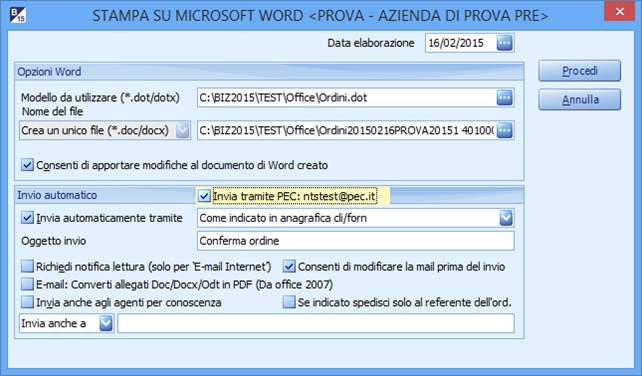 B
15
STAMPA SU MICROSOFT WORD <PROVA - AZIENDA DI PROVA PRE>
Data elaborazione 16/02/2015
Opzioni Word
Procedi
Modello da utilizzare (*.dot/dotx) C:\BIZ2015\TEST\Office\Ordini.dot
Annulla
Nome del file
Crea un unico file (*.doc/docx) C:\BIZ2015\TEST\Office\Ordini20150216PROVA20151 401000
Consenti di apportare modifiche al documento di Word creato
Invio automatico Invia tramite PEC: ntstest@pec.it
Invia automaticamente tramite Come indicato in anagrafica cli/forn
Oggetto invio Conferma ordine
Richiedi notifica lettura (solo per 'E-mail Internet') Consenti di modificare la mail prima del invio
E-mail: Converti allegati Doc/Docx/Odt in PDF (Da office 2007)
Invia anche agli agenti per conoscenza Se indicato spedisci solo al referente dell'ord.
Invia anche a